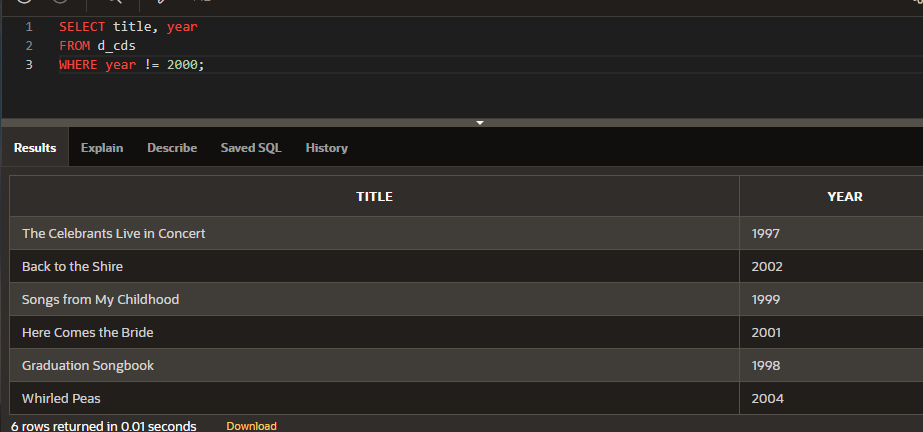 1 SELECT title, year
2 FROM d_cds
3 WHERE year != 2000;
Results Explain Describe Saved SQL History
TITLE YEAR
The Celebrants Live in Concert 1997
Back to the Shire 2002
Songs from My Childhood 1999
Here Comes the Bride 2001
Graduation Songbook 1998
Whirled Peas 2004
6 rows returned in 0.01 seconds Download